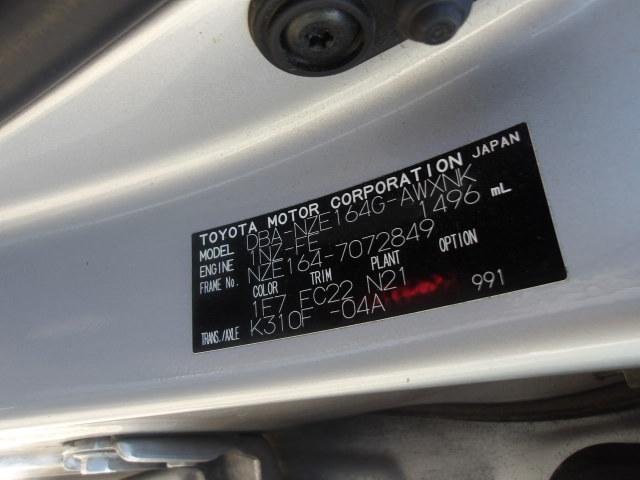 TOYOTA MOTOR CORPORATION JAPAN
MODEL DBA-NZE164G-AWXNK
ENGINE 1NZ-FE 1496 mL
FRAME No. NZE164-7072849
COLOR TRIM PLANT OPTION
1F7 FC22 N21
TRANS./AXLE K310F -04A 991